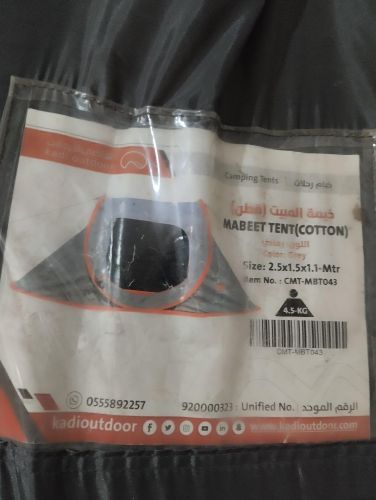 kadi outdoor
Camping Tents | خيام رحلات
خيمة المبيت (قطن)
MABEET TENT(COTTON)
اللون: رمادي
Color: Grey
Size: 2.5x1.5x1.1-Mtr
Item No.: CMT-MBT043
4.5-KG
CMT-MBT043
0555892257
920000323 : Unified No. : الرقم الموحد
kadioutdoor
www.kadioutdoor.com